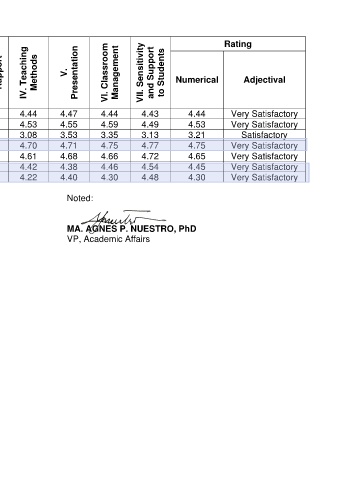 Rapport
IV. Teaching Methods
V. Presentation
VI. Classroom Management
VII. Sensitivity and Support to Students
Rating
Numerical
Adjectival
4.44 4.47 4.44 4.43 4.44 Very Satisfactory
4.53 4.55 4.59 4.49 4.53 Very Satisfactory
3.08 3.53 3.35 3.13 3.21 Satisfactory
4.70 4.71 4.75 4.77 4.75 Very Satisfactory
4.61 4.68 4.66 4.72 4.65 Very Satisfactory
4.42 4.38 4.46 4.54 4.45 Very Satisfactory
4.22 4.40 4.30 4.48 4.30 Very Satisfactory
Noted:
MA. AGNES P. NUESTRO, PhD
VP, Academic Affairs